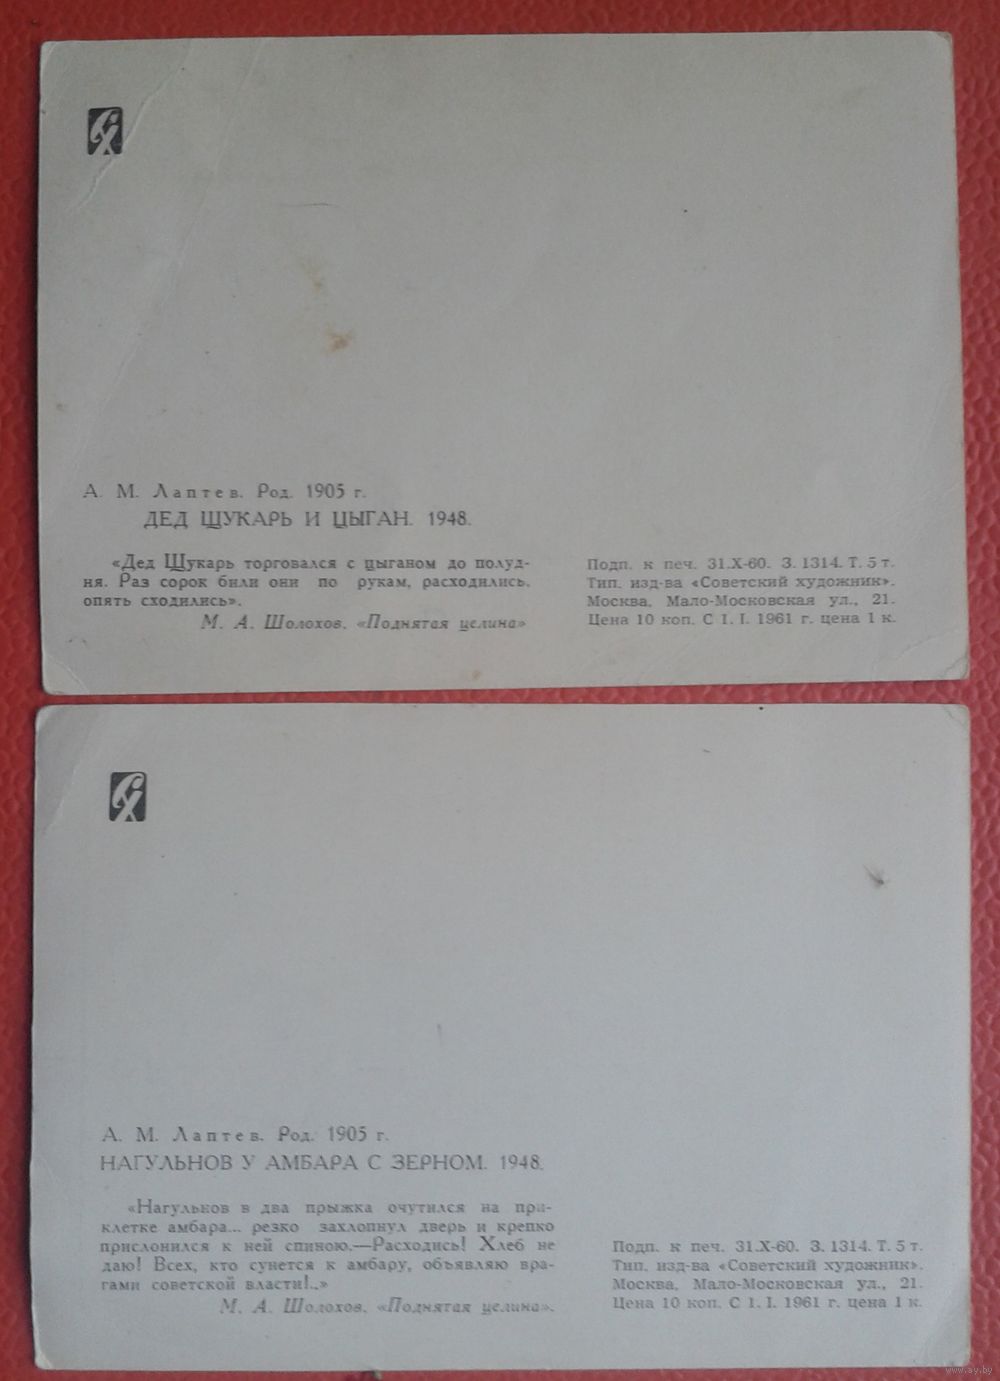 СХ
А. М. Лаптев. Род. 1905 г.
ДЕД ЩУКАРЬ И ЦЫГАН. 1948.
«Дед Щукарь торговался с цыганом до полуд-
ня. Раз сорок били они по рукам, расходились,
опять сходились».
М. А. Шолохов. «Поднятая целина»
Подп. к печ. 31.X-60. З. 1314. Т. 5 т.
Тип. изд-ва «Советский художник».
Москва, Мало-Московская ул., 21.
Цена 10 коп. С I. I. 1961 г. цена 1 к.
СХ
А. М. Лаптев. Род. 1905 г.
НАГУЛЬНОВ У АМБАРА С ЗЕРНОМ. 1948.
«Нагульнов в два прыжка очутился на при-
клетке амбара... резко захлопнул дверь и крепко
прислонился к ней спиною.—Расходись! Хлеб не
даю! Всех, кто сунется к амбару, объявляю вра-
гами советской власти!..»
М. А. Шолохов. «Поднятая целина».
Подп. к печ. 31.X-60. З. 1314. Т. 5 т.
Тип. изд-ва «Советский художник».
Москва, Мало-Московская ул., 21.
Цена 10 коп. С I. I. 1961 г. цена 1 к.
www.ay.by